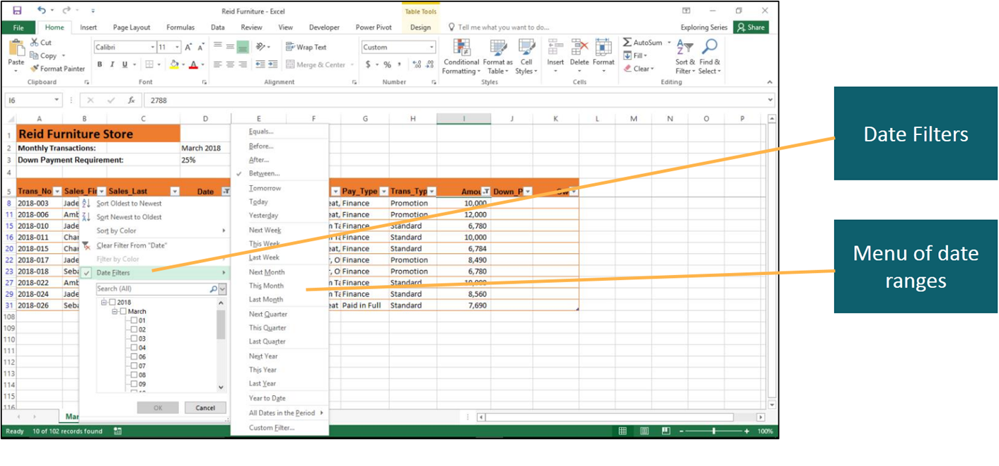 Reid Furniture - Excel
Table Tools
File Home Insert Page Layout Formulas Data Review View Developer Power Pivot Design Tell me what you want to do... Exploring Series Share
Cut
Copy
Format Painter
Paste
Clipboard
Calibri 11
B I U
Font
Wrap Text
Merge & Center
Alignment
Custom
$ % ,
Number
Conditional Formatting
Format as Table
Cell Styles
Styles
Insert Delete Format
Cells
AutoSum
Fill
Clear
Sort & Filter
Find & Select
Editing
I6 fx 2788
A B C D E F G H I J K L M N O P
1 Reid Furniture Store
2 Monthly Transactions: March 2018
3 Down Payment Requirement: 25%
4
5 Trans_No Sales_Fir Sales_Last Date Pay_Type Trans_Typ Amou Down_P Ow
8 2018-003 Jade eat, Finance Promotion 10,000
11 2018-006 Amb eat, Finance Promotion 12,000
15 2018-010 Jade n Ta Finance Standard 6,780
16 2018-011 Char n Ta Finance Standard 10,000
20 2018-015 Char eat, Finance Standard 6,784
22 2018-017 Jade r, O Finance Promotion 8,490
23 2018-018 Seba r, O Finance Promotion 6,780
27 2018-022 Amb n Ta Finance Standard 10,000
29 2018-024 Jade n Ta Finance Standard 8,560
31 2018-026 Seba eat Paid in Full Standard 7,690
108
109
110
111
112
113
114
115
116
Sort Oldest to Newest
Sort Newest to Oldest
Sort by Color
Clear Filter From "Date"
Filter by Color
Date Filters
Search (All)
2018
March
01
02
03
04
06
07
08
09
OK Cancel
Equals...
Before...
After...
Between...
Tomorrow
Today
Yesterday
Next Week
This Week
Last Week
Next Month
This Month
Last Month
Next Quarter
This Quarter
Last Quarter
Next Year
This Year
Last Year
Year to Date
All Dates in the Period
Custom Filter...
Mar
Ready 10 of 102 records found 100%
Date Filters
Menu of date
ranges